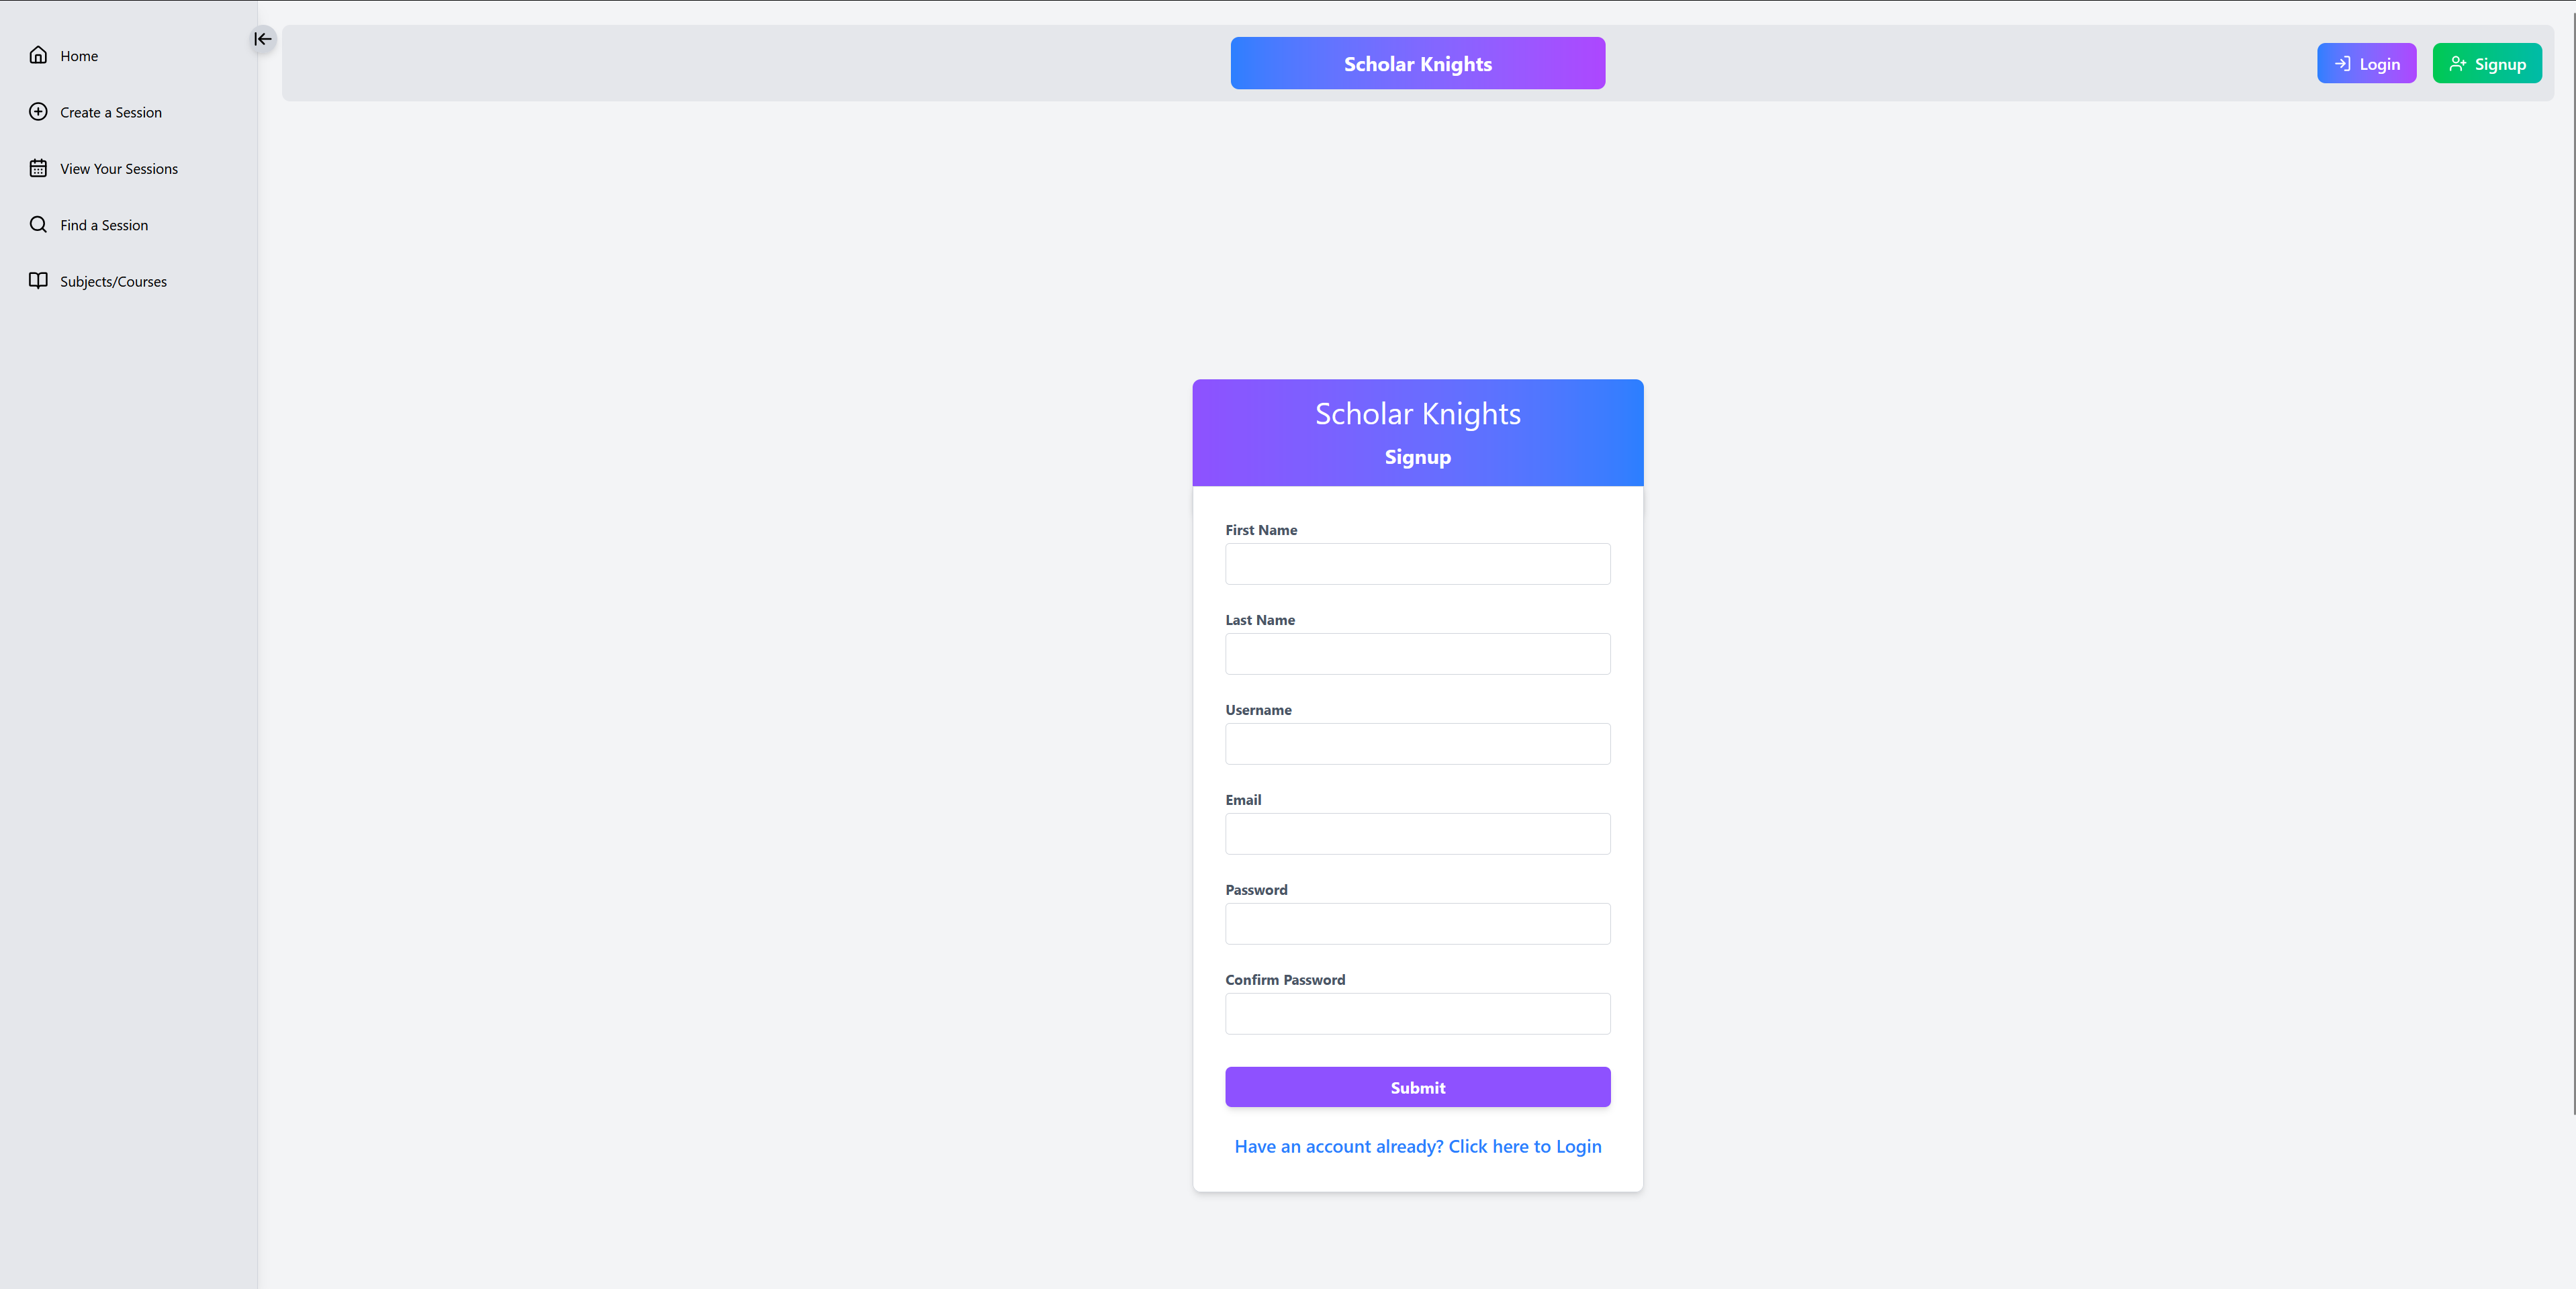 Home
Create a Session
View Your Sessions
Find a Session
Subjects/Courses
Scholar Knights
Login
Signup
Scholar Knights
Signup
First Name
Last Name
Username
Email
Password
Confirm Password
Submit
Have an account already? Click here to Login